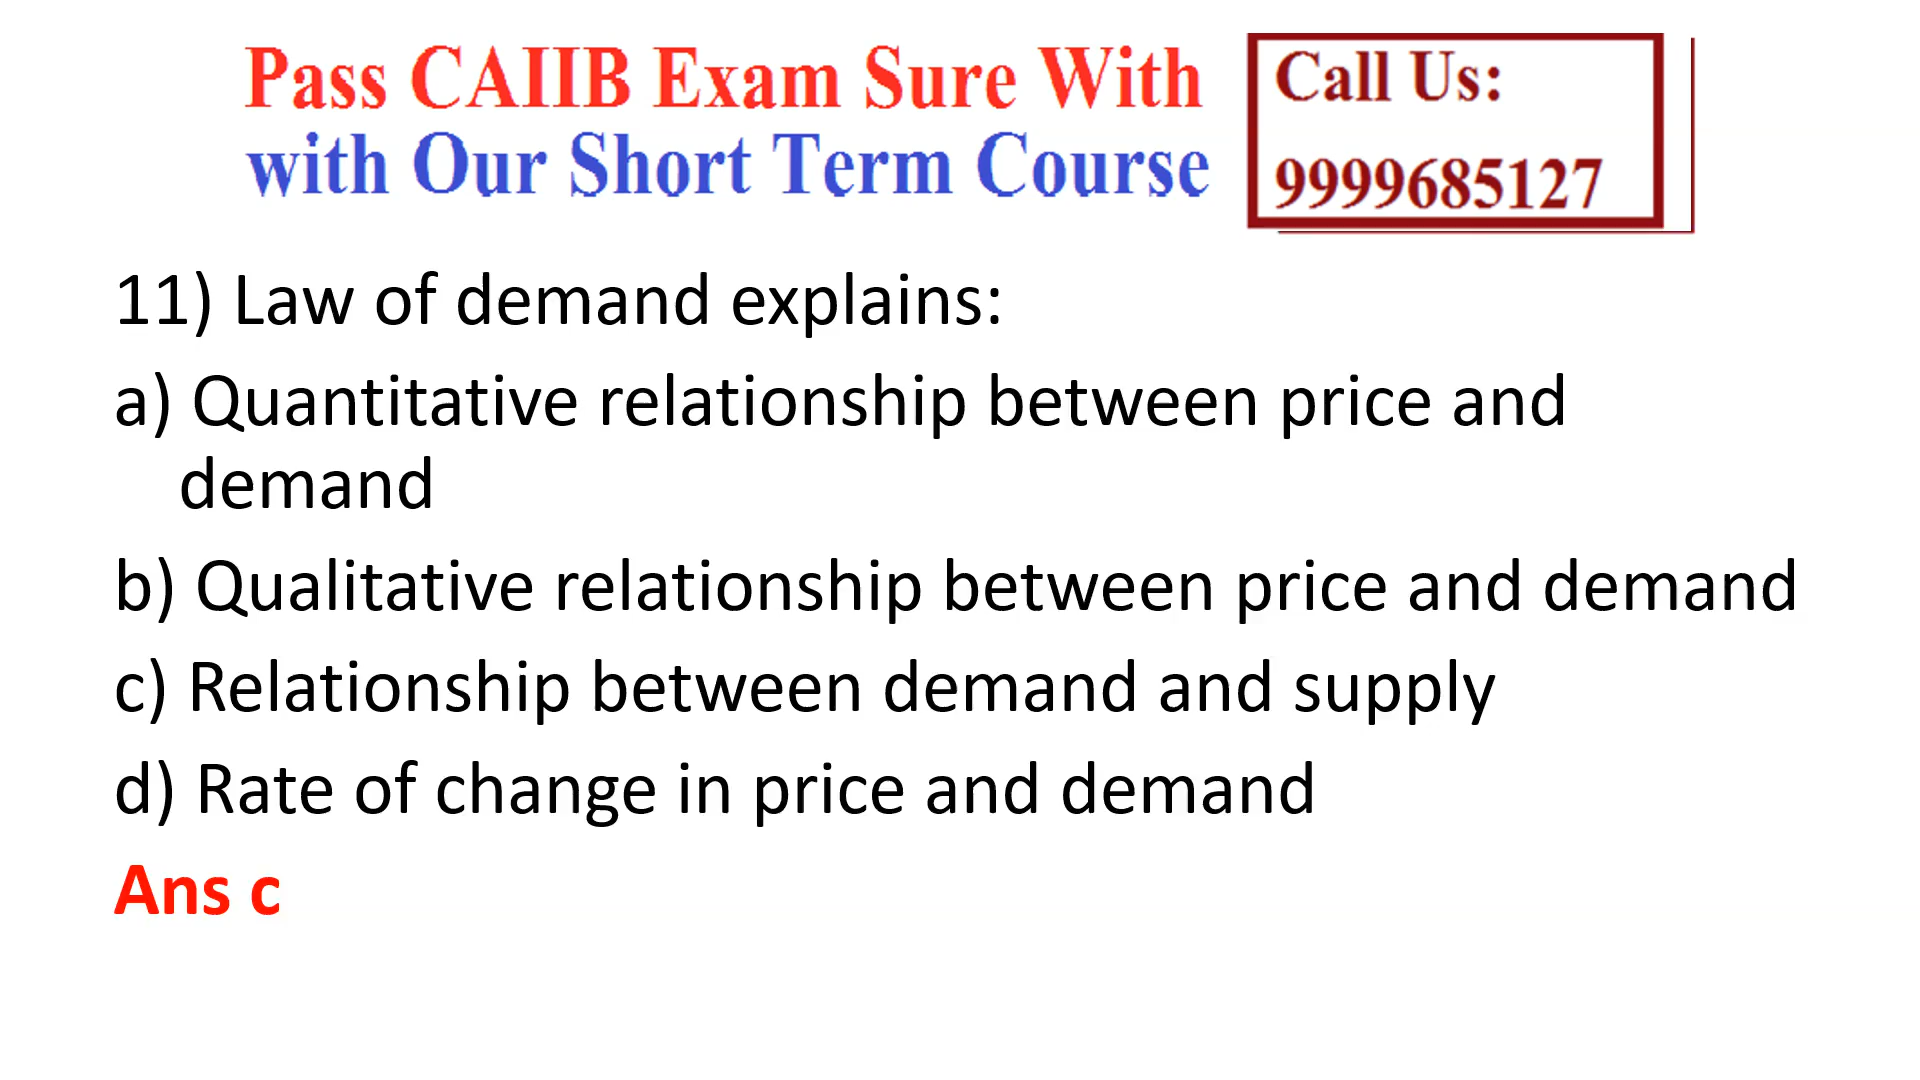 Pass CAIIB Exam Sure With
with Our Short Term Course
Call Us:
9999685127
11) Law of demand explains:
a) Quantitative relationship between price and
demand
b) Qualitative relationship between price and demand
c) Relationship between demand and supply
d) Rate of change in price and demand
Ans c